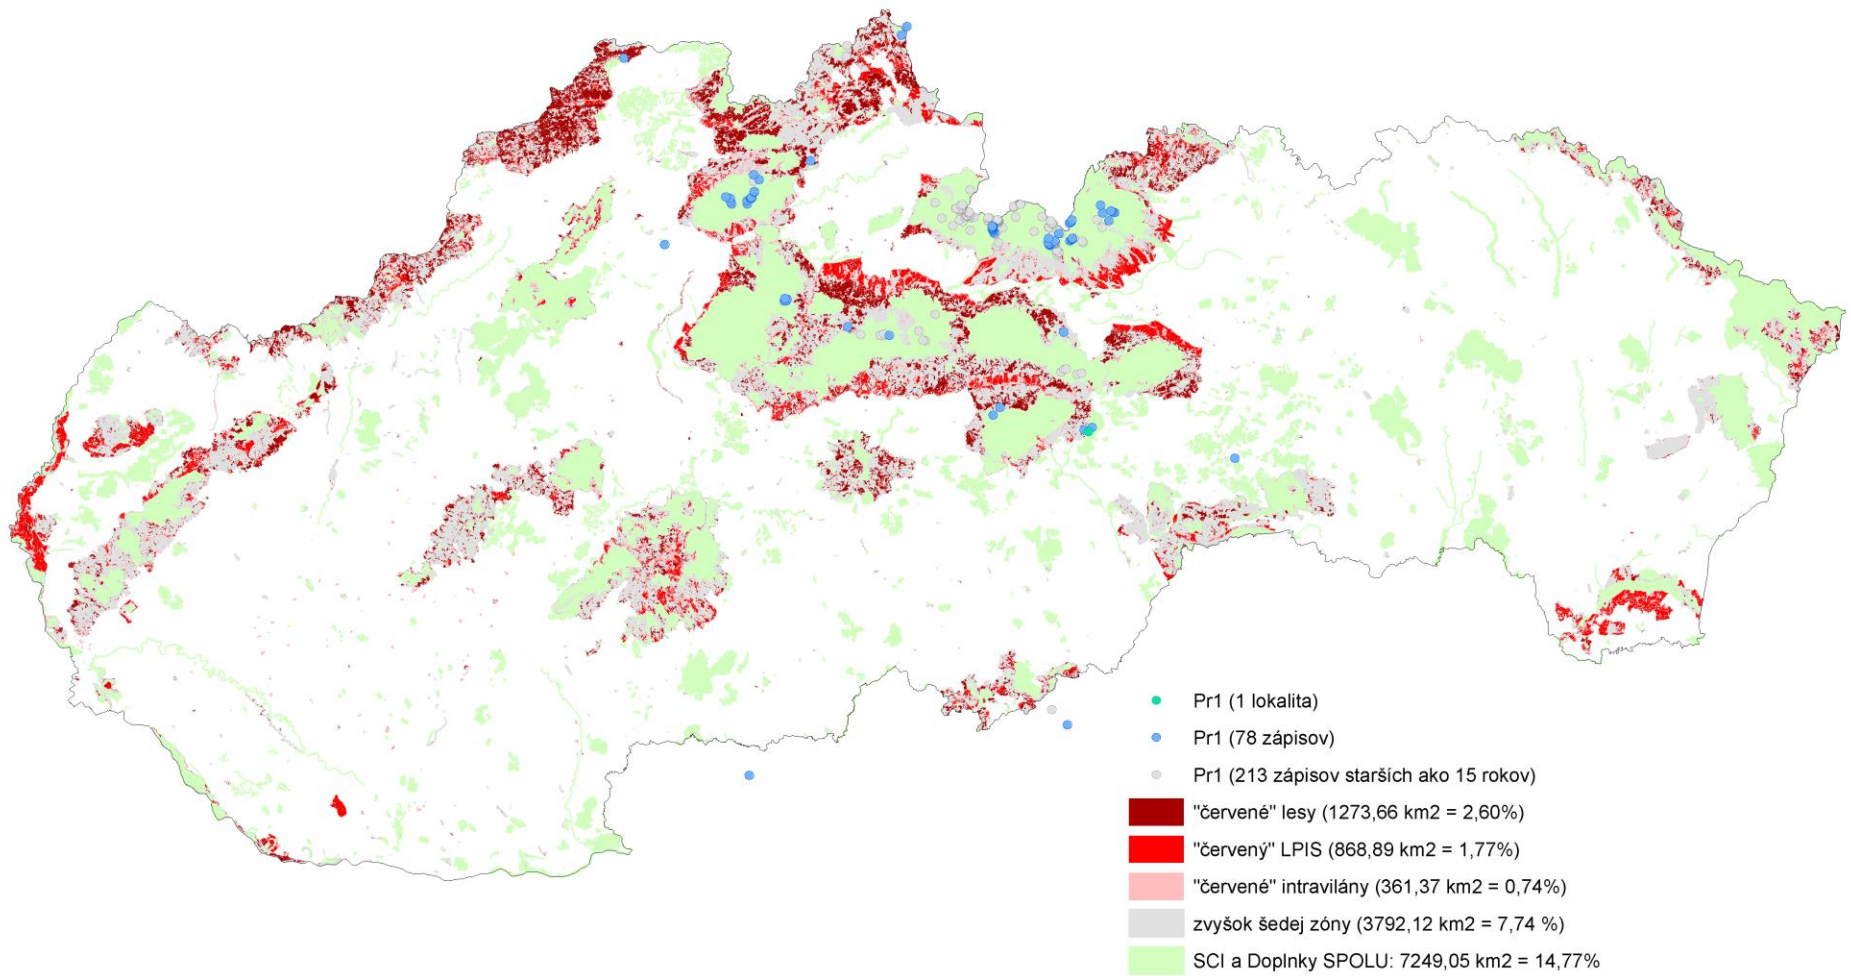 Pr1 (1 lokalita)
Pr1 (78 zápisov)
Pr1 (213 zápisov starších ako 15 rokov)
"červené" lesy (1273,66 km2 = 2,60%)
"červený" LPIS (868,89 km2 = 1,77%)
"červené" intravilány (361,37 km2 = 0,74%)
zvyšok šedej zóny (3792,12 km2 = 7,74 %)
SCI a Doplnky SPOLU: 7249,05 km2 = 14,77%